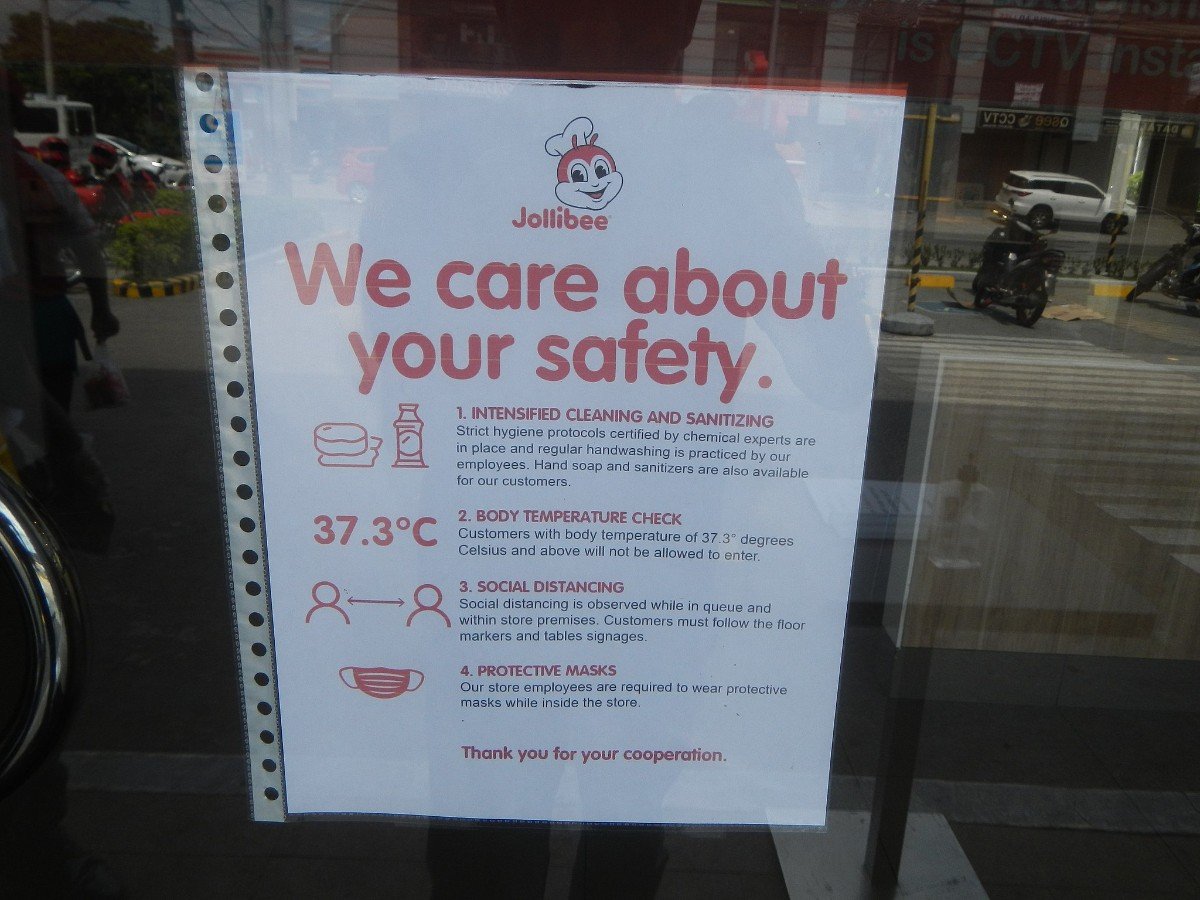 is CCTV insta
Qsee CCTV
Jollibee
We care about
your safety.
1. INTENSIFIED CLEANING AND SANITIZING
Strict hygiene protocols certified by chemical experts are
in place and regular handwashing is practiced by our
employees. Hand soap and sanitizers are also available
for our customers.
37.3°C
2. BODY TEMPERATURE CHECK
Customers with body temperature of 37.3° degrees
Celsius and above will not be allowed to enter.
3. SOCIAL DISTANCING
Social distancing is observed while in queue and
within store premises. Customers must follow the floor
markers and tables signages.
4. PROTECTIVE MASKS
Our store employees are required to wear protective
masks while inside the store.
Thank you for your cooperation.